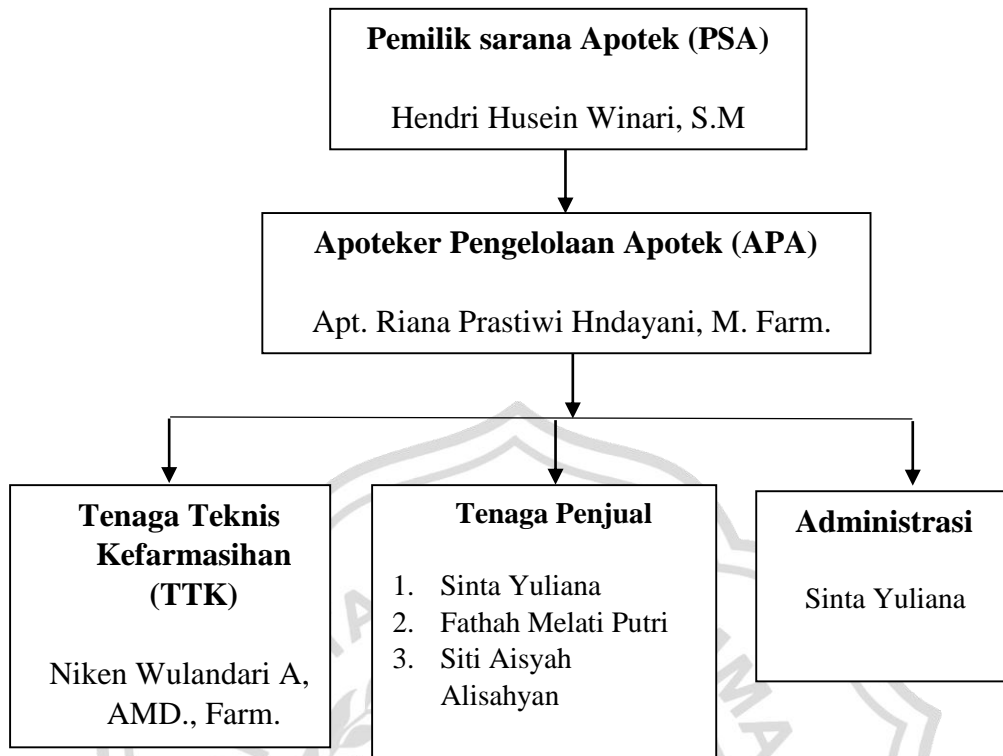 Pemilik sarana Apotek (PSA)
Hendri Husein Winari, S.M
Apoteker Pengelolaan Apotek (APA)
Apt. Riana Prastiwi Hndayani, M. Farm.
Tenaga Teknis
Kefarmasihan
(TTK)
Niken Wulandari A,
AMD., Farm.
Tenaga Penjual
1. Sinta Yuliana
2. Fathah Melati Putri
3. Siti Aisyah
Alisahyan
Administrasi
Sinta Yuliana